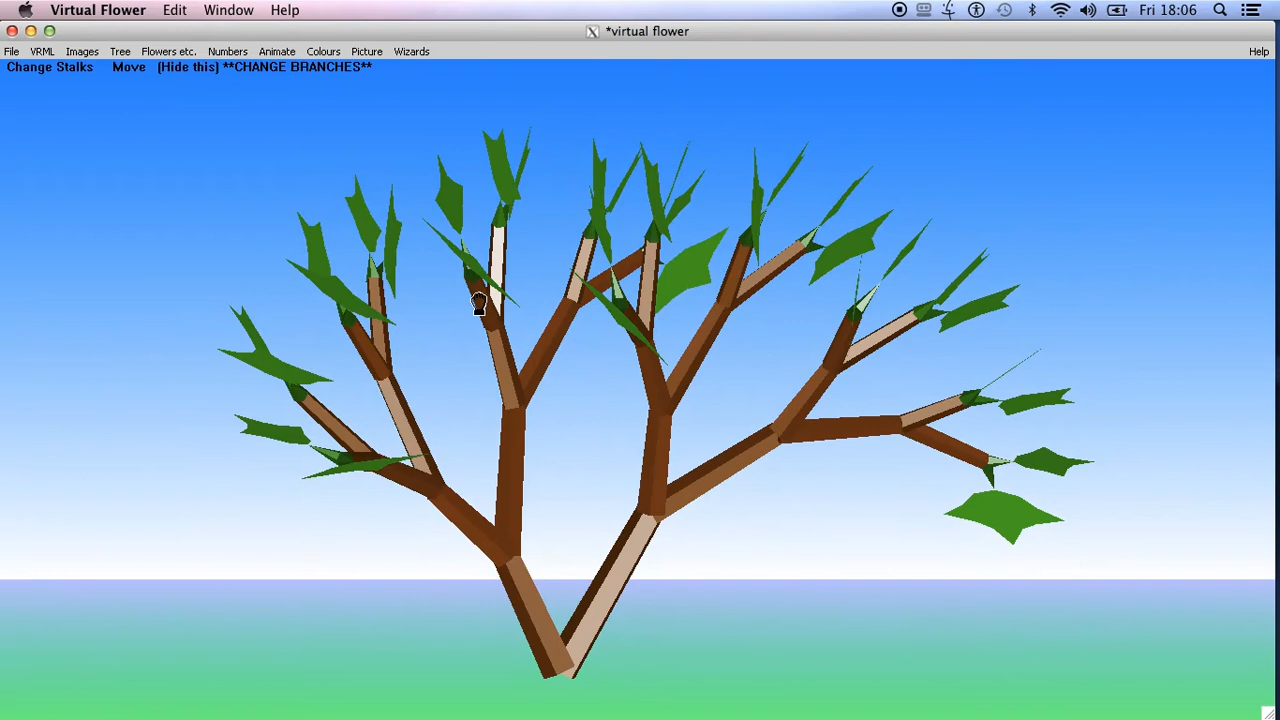 Virtual Flower Edit Window Help Fri 18:06
*virtual flower
File VRML Images Tree Flowers etc. Numbers Animate Colours Picture Wizards Help
Change Stalks Move (Hide this) **CHANGE BRANCHES**